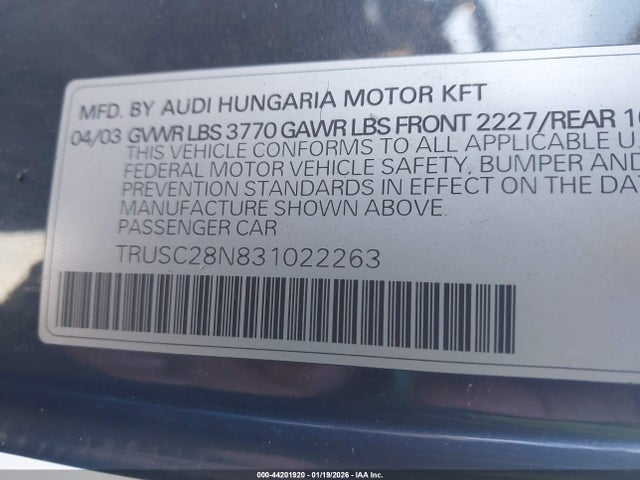 MFD. BY AUDI HUNGARIA MOTOR KFT
04/03 GVWR LBS 3770 GAWR LBS FRONT 2227/REAR
THIS VEHICLE CONFORMS TO ALL APPLICABLE
FEDERAL MOTOR VEHICLE SAFETY, BUMPER AND
PREVENTION STANDARDS IN EFFECT ON THE
MANUFACTURE SHOWN ABOVE.
PASSENGER CAR
TRUSC28N831022263
000-44201920 | 01/19/2026 - Copyright © IAAI, Inc.